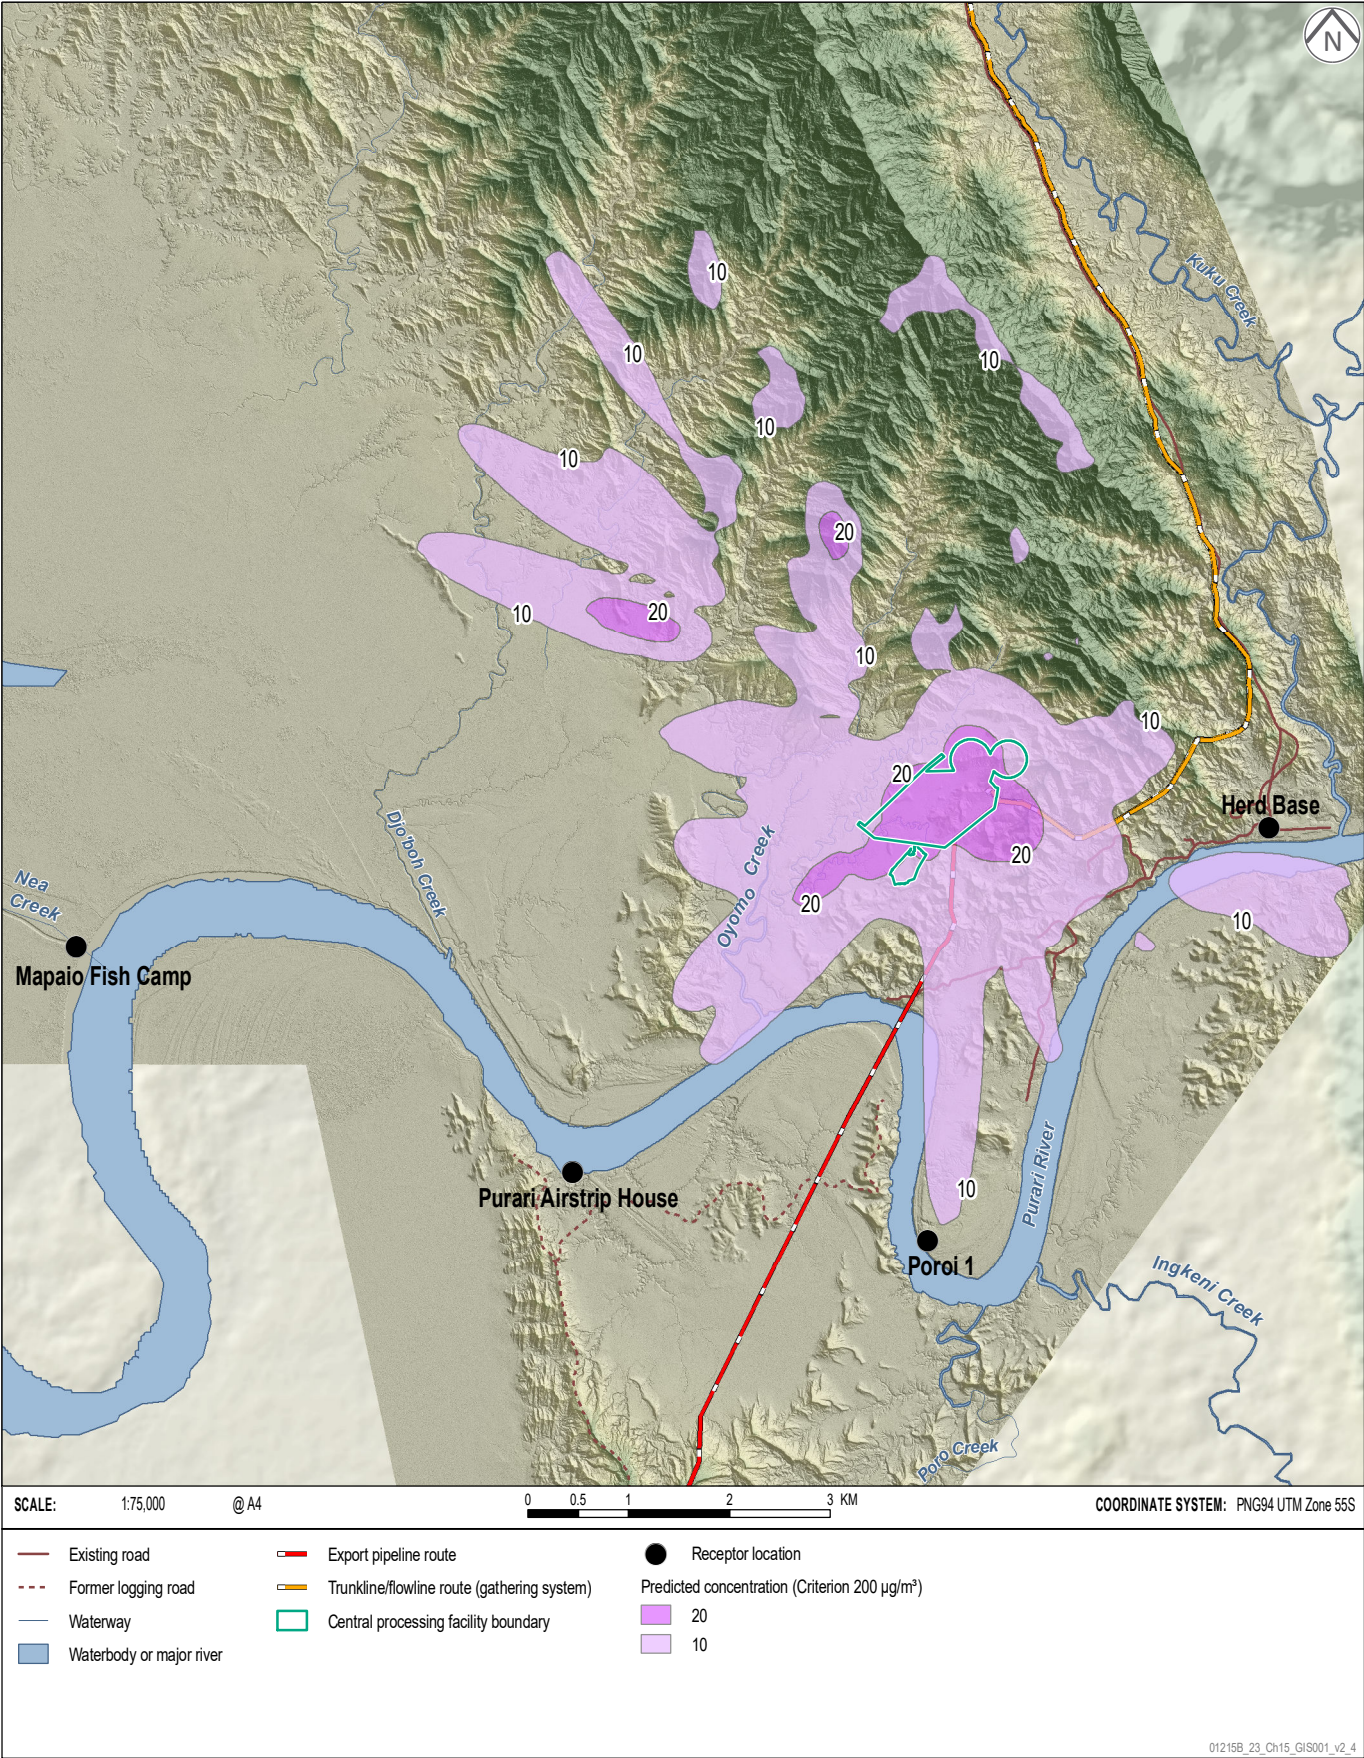 N
Kuku Creek
10
10
10
10
10
20
10
20
10
10
20
Herd Base
20
Djo'boh Creek
Oyomo Creek
20
10
Nea
Creek
Mapaio Fish Camp
Purari Airstrip House
10
Purari River
Poroi 1
Ingkeni Creek
Poro Creek
SCALE: 1:75,000 @ A4
0 0.5 1 2 3 KM
COORDINATE SYSTEM: PNG94 UTM Zone 55S
Existing road
Former logging road
Waterway
Waterbody or major river
Export pipeline route
Trunkline/flowline route (gathering system)
Central processing facility boundary
Receptor location
Predicted concentration (Criterion 200 µg/m³)
20
10
01215B_23_Ch15_GIS001_v2_4